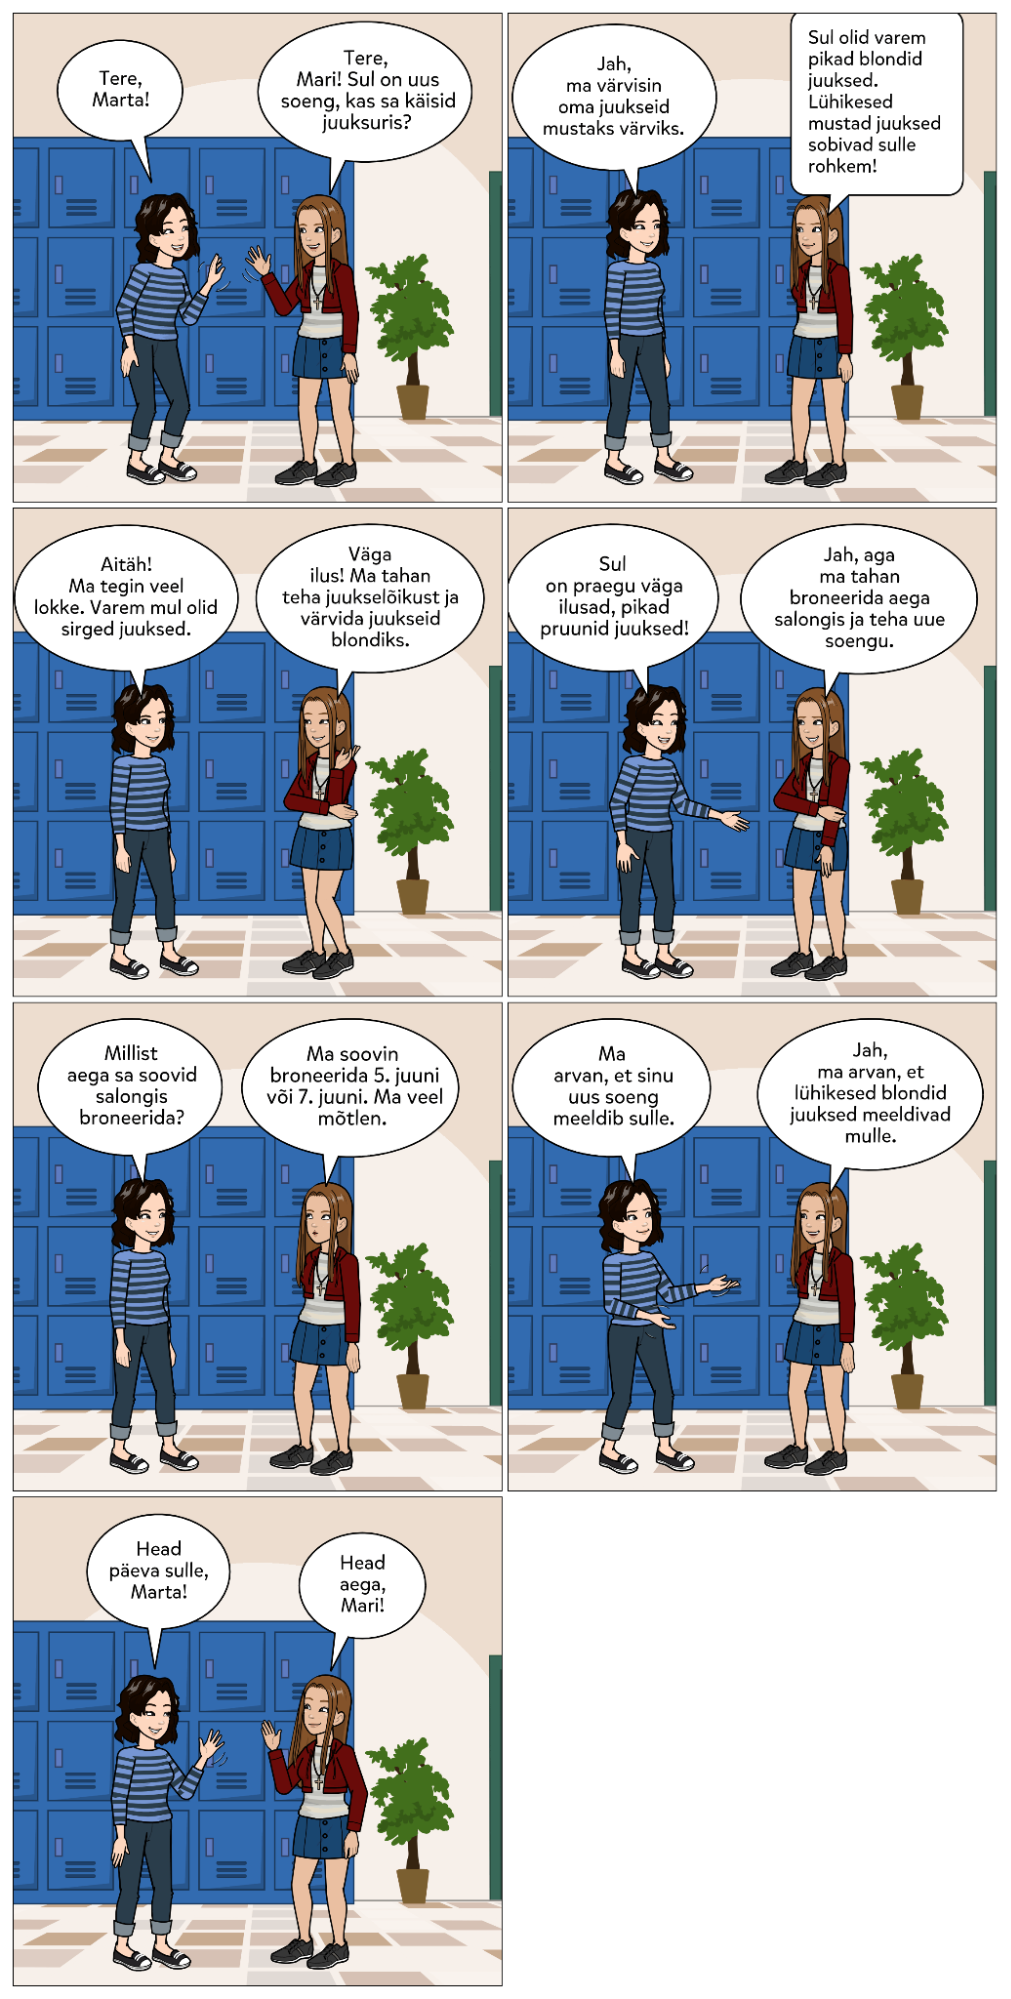 Tere,
Marta!
Tere,
Mari! Sul on uus
soeng, kas sa käisid
juuksuris?
Jah,
ma värvisin
oma juukseid
mustaks värviks.
Sul olid varem
pikad blondid
juuksed.
Lühikesed
mustad juuksed
sobivad sulle
rohkem!
Aitäh!
Ma tegin veel
lokke. Varem mul olid
sirged juuksed.
Väga
ilus! Ma tahan
teha juukselõikust ja
värvida juukseid
blondiks.
Sul
on praegu väga
ilusad, pikad
pruunid juuksed!
Jah, aga
ma tahan
broneerida aega
salongis ja teha uue
soengu.
Millist
aega sa soovid
salongis
broneerida?
Ma soovin
broneerida 5. juuni
või 7. juuni. Ma veel
mõtlen.
Ma
arvan, et sinu
uus soeng
meeldib sulle.
Jah,
ma arvan, et
lühikesed blondid
juuksed meeldivad
mulle.
Head
päeva sulle,
Marta!
Head
aega,
Mari!